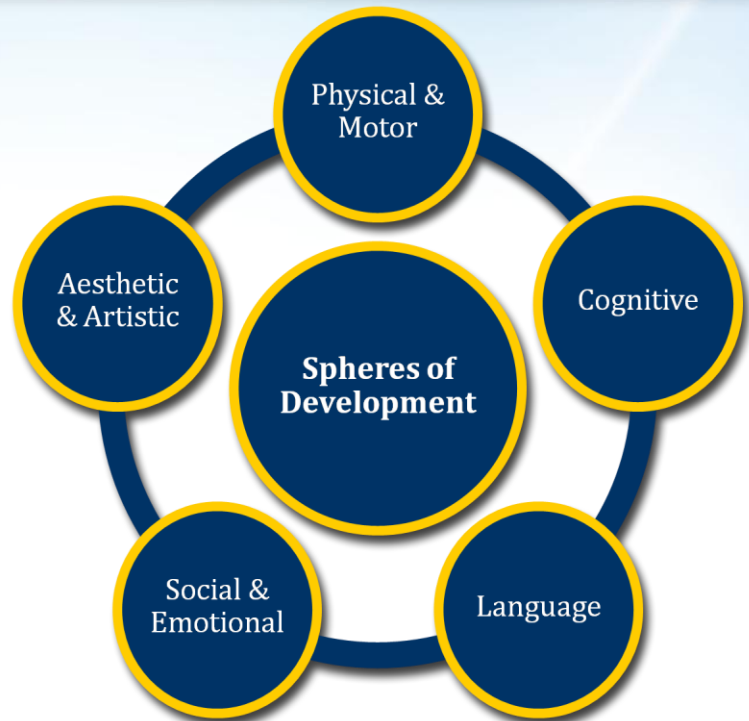 Physical &
Motor
Aesthetic
& Artistic
Cognitive
Spheres of
Development
Social &
Emotional
Language